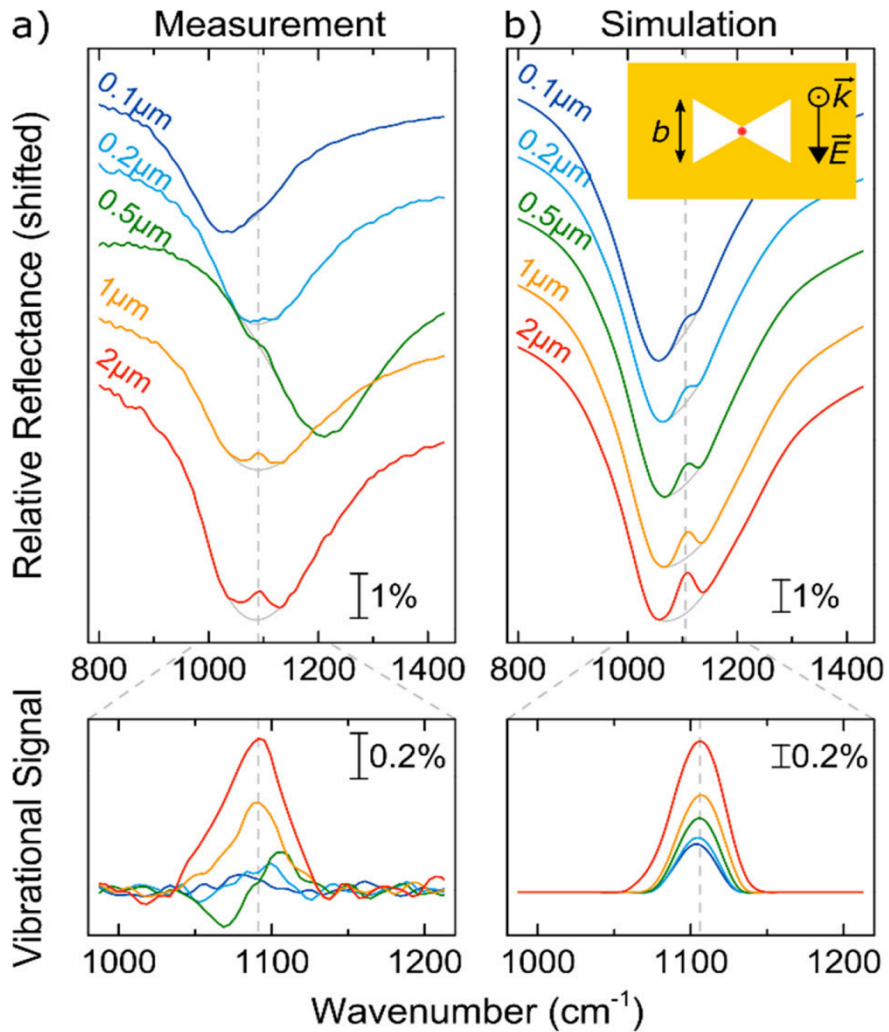 a) Measurement
b) Simulation
Relative Reflectance (shifted)
0.1µm
0.2µm
0.5µm
1µm
2µm
1%
800 1000 1200 1400
0.1µm
0.2µm
0.5µm
1µm
2µm
b
k
E
1%
800 1000 1200 1400
Vibrational Signal
0.2%
1000 1100 1200
0.2%
1000 1100 1200
Wavenumber (cm⁻¹)